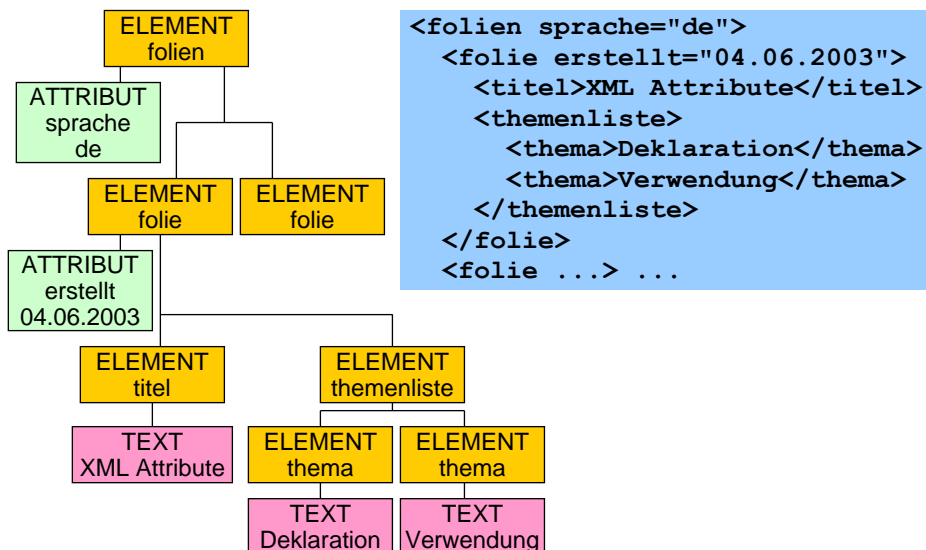 ELEMENT
folien
ATTRIBUT
sprache
de
ELEMENT
folie
ELEMENT
folie
ATTRIBUT
erstellt
04.06.2003
ELEMENT
titel
ELEMENT
themenliste
TEXT
XML Attribute
ELEMENT
thema
ELEMENT
thema
TEXT
Deklaration
TEXT
Verwendung
<folien sprache="de">
  <folie erstellt="04.06.2003">
    <titel>XML Attribute</titel>
    <themenliste>
      <thema>Deklaration</thema>
      <thema>Verwendung</thema>
    </themenliste>
  </folie>
  <folie ...> ...